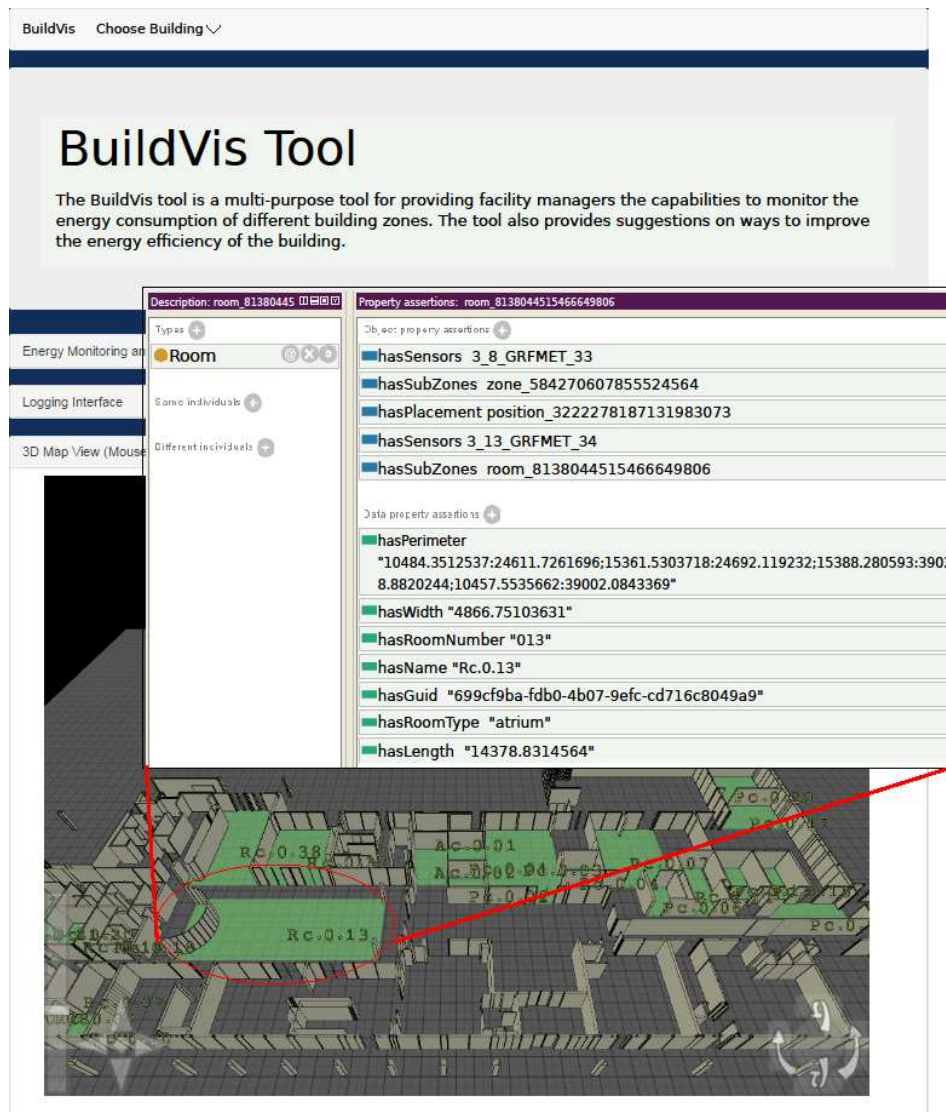 BuildVis Choose Building
BuildVis Tool
The BuildVis tool is a multi-purpose tool for providing facility managers the capabilities to monitor the
energy consumption of different building zones. The tool also provides suggestions on ways to improve
the energy efficiency of the building.
Description: room_81380445
Types
Room
Same individuals
Different individuals
Property assertions: room_8138044515466649806
Object property assertions
hasSensors 3_8_GRFMET_33
hasSubZones zone_584270607855524564
hasPlacement position_3222278187131983073
hasSensors 3_13_GRFMET_34
hasSubZones room_8138044515466649806
Data property assertions
hasPerimeter
"10484.3512537:24611.7261696;15361.5303718:24692.119232;15388.280593:3902
8.8820244;10457.5535662:39002.0843369"
hasWidth "4866.75103631"
hasRoomNumber "013"
hasName "Rc.0.13"
hasGuid "699cf9ba-fdb0-4b07-9efc-cd716c8049a9"
hasRoomType "atrium"
hasLength "14378.8314564"
Energy Monitoring an
Logging Interface
3D Map View (Mouse
Rc.0.38
Ac.0.01
Rc.0.13